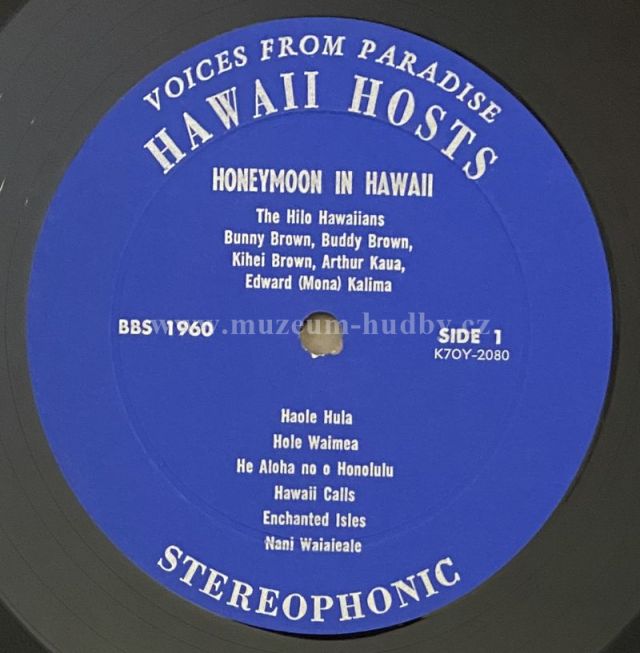 VOICES FROM PARADISE
HAWAII HOSTS
HONEYMOON IN HAWAII
The Hilo Hawaiians
Bunny Brown, Buddy Brown,
Kihei Brown, Arthur Kaua,
Edward (Mona) Kalima
BBS 1960
www.muzeum-hudby.cz
SIDE 1
K7OY-2080
Haole Hula
Hole Waimea
He Aloha no o Honolulu
Hawaii Calls
Enchanted Isles
Nani Waiaieale
STEREOPHONIC